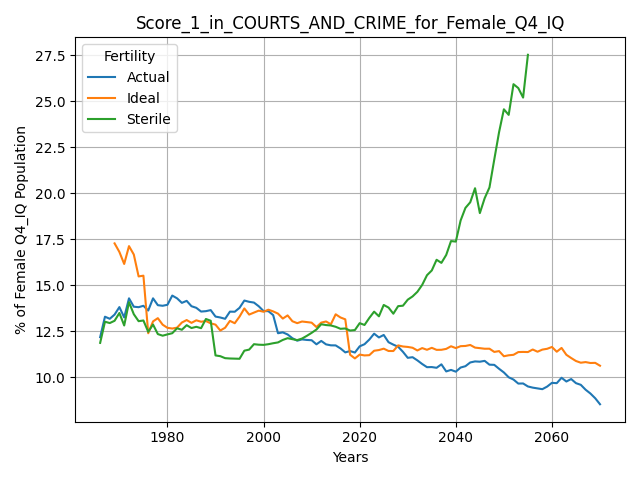 Score_1_in_COURTS_AND_CRIME_for_Female_Q4_IQ
% of Female Q4_IQ Population
27.5
25.0
22.5
20.0
17.5
15.0
12.5
10.0
Fertility
Actual
Ideal
Sterile
1980
2000
2020
2040
2060
Years